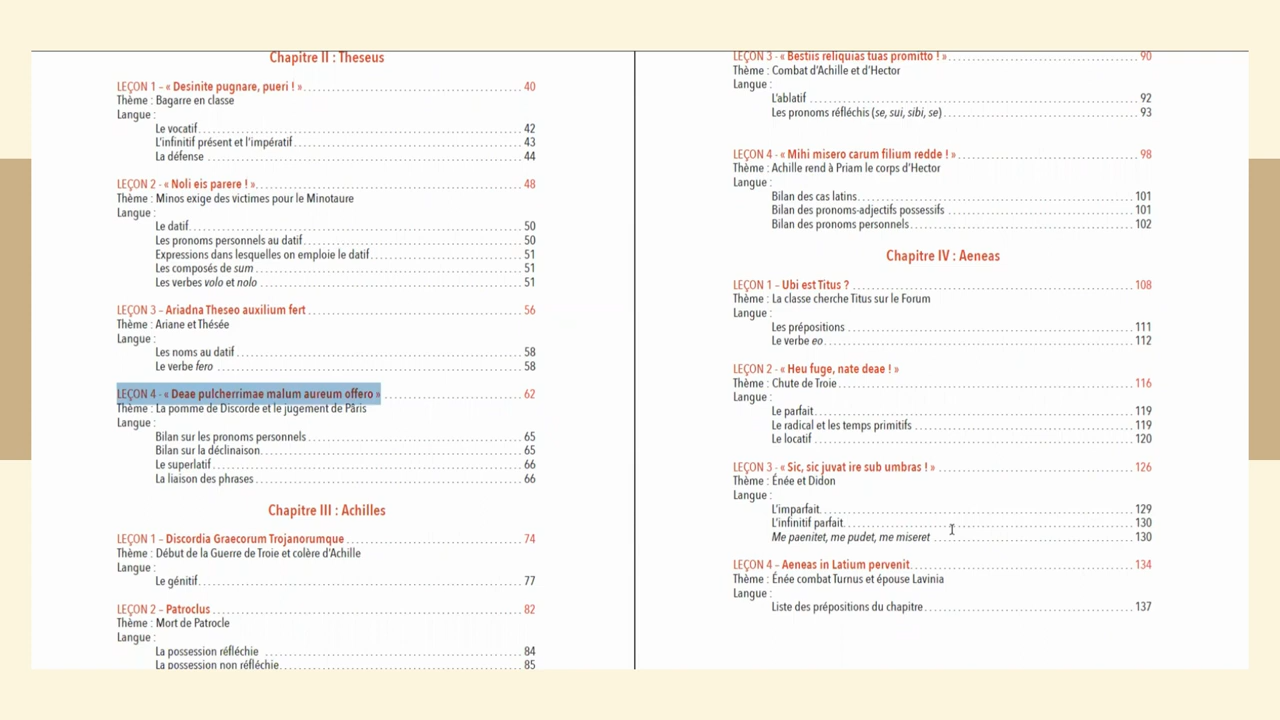 Chapitre II : Theseus
LEÇON 1 – « Desinite pugnare, pueri ! » 40
Thème : Bagarre en classe
Langue :
Le vocatif 42
L'infinitif présent et l'impératif 43
La défense 44
LEÇON 2 - « Noli eis parere ! » 48
Thème : Minos exige des victimes pour le Minotaure
Langue :
Le datif 50
Les pronoms personnels au datif 50
Expressions dans lesquelles on emploie le datif 51
Les composés de sum 51
Les verbes volo et nolo 51
LEÇON 3 – Ariadna Theseo auxilium fert 56
Thème : Ariane et Thésée
Langue :
Les noms au datif 58
Le verbe fero 58
LEÇON 4 - « Deae pulcherrimae malum aureum offero » 62
Thème : La pomme de Discorde et le jugement de Pâris
Langue :
Bilan sur les pronoms personnels 65
Bilan sur la déclinaison 65
Le superlatif 66
La liaison des phrases 66
Chapitre III : Achilles
LEÇON 1 – Discordia Graecorum Trojanorumque 74
Thème : Début de la Guerre de Troie et colère d'Achille
Langue :
Le génitif 77
LEÇON 2 – Patroclus 82
Thème : Mort de Patrocle
Langue :
La possession réfléchie 84
La possession non réfléchie 85
LEÇON 3 - « Bestiis reliquias tuas promitto ! » 90
Thème : Combat d'Achille et d'Hector
Langue :
L'ablatif 92
Les pronoms réfléchis (se, sui, sibi, se) 93
LEÇON 4 - « Mihi misero carum filium redde ! » 98
Thème : Achille rend à Priam le corps d'Hector
Langue :
Bilan des cas latins 101
Bilan des pronoms-adjectifs possessifs 101
Bilan des pronoms personnels 102
Chapitre IV : Aeneas
LEÇON 1 – Ubi est Titus ? 108
Thème : La classe cherche Titus sur le Forum
Langue :
Les prépositions 111
Le verbe eo 112
LEÇON 2 – « Heu fuge, nate deae ! »
Thème : Chute de Troie 116
Langue :
Le parfait 119
Le radical et les temps primitifs 119
Le locatif 120
LEÇON 3 – « Sic, sic juvat ire sub umbras ! » 126
Thème : Énée et Didon
Langue :
L'imparfait 129
L'infinitif parfait 130
Me paenitet, me pudet, me miseret 130
LEÇON 4 – Aeneas in Latium pervenit 134
Thème : Énée combat Turnus et épouse Lavinia
Langue :
Liste des prépositions du chapitre 137